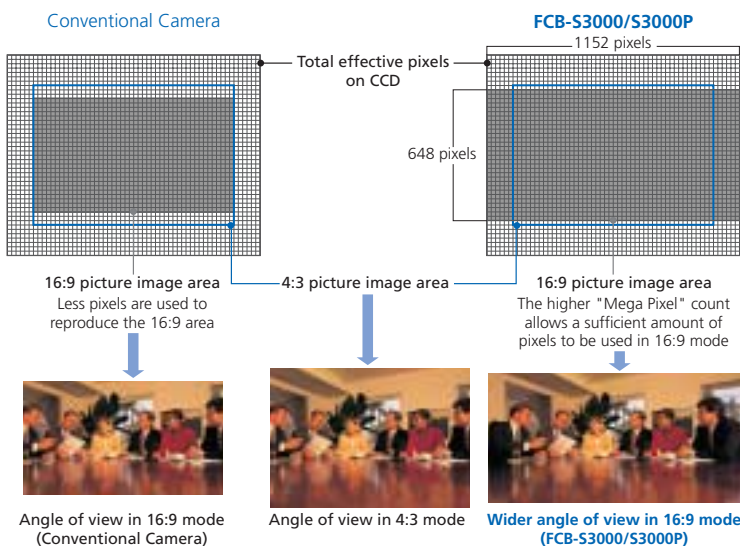 Conventional Camera
FCB-S3000/S3000P
1152 pixels
Total effective pixels
on CCD
648 pixels
16:9 picture image area
Less pixels are used to
reproduce the 16:9 area
4:3 picture image area
16:9 picture image area
The higher "Mega Pixel" count
allows a sufficient amount of
pixels to be used in 16:9 mode
Angle of view in 16:9 mode
(Conventional Camera)
Angle of view in 4:3 mode
Wider angle of view in 16:9 mode
(FCB-S3000/S3000P)